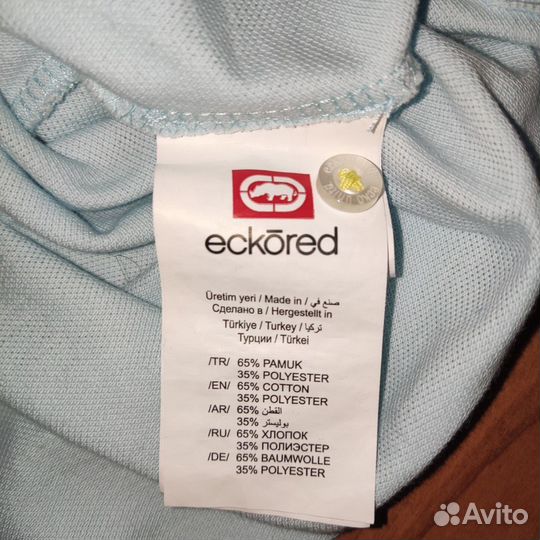 eckōred
Üretim yeri / Made in / صنع في /
Сделано в / Hergestellt in
Türkiye / Turkey / تركيا /
Турции / Türkei
/TR/ 65% PAMUK
35% POLYESTER
/EN/ 65% COTTON
35% POLYESTER
/AR/ 65% القطن
35% بوليستر
/RU/ 65% ХЛОПОК
35% ПОЛИЭСТЕР
/DE/ 65% BAUMWOLLE
35% POLYESTER
Avito